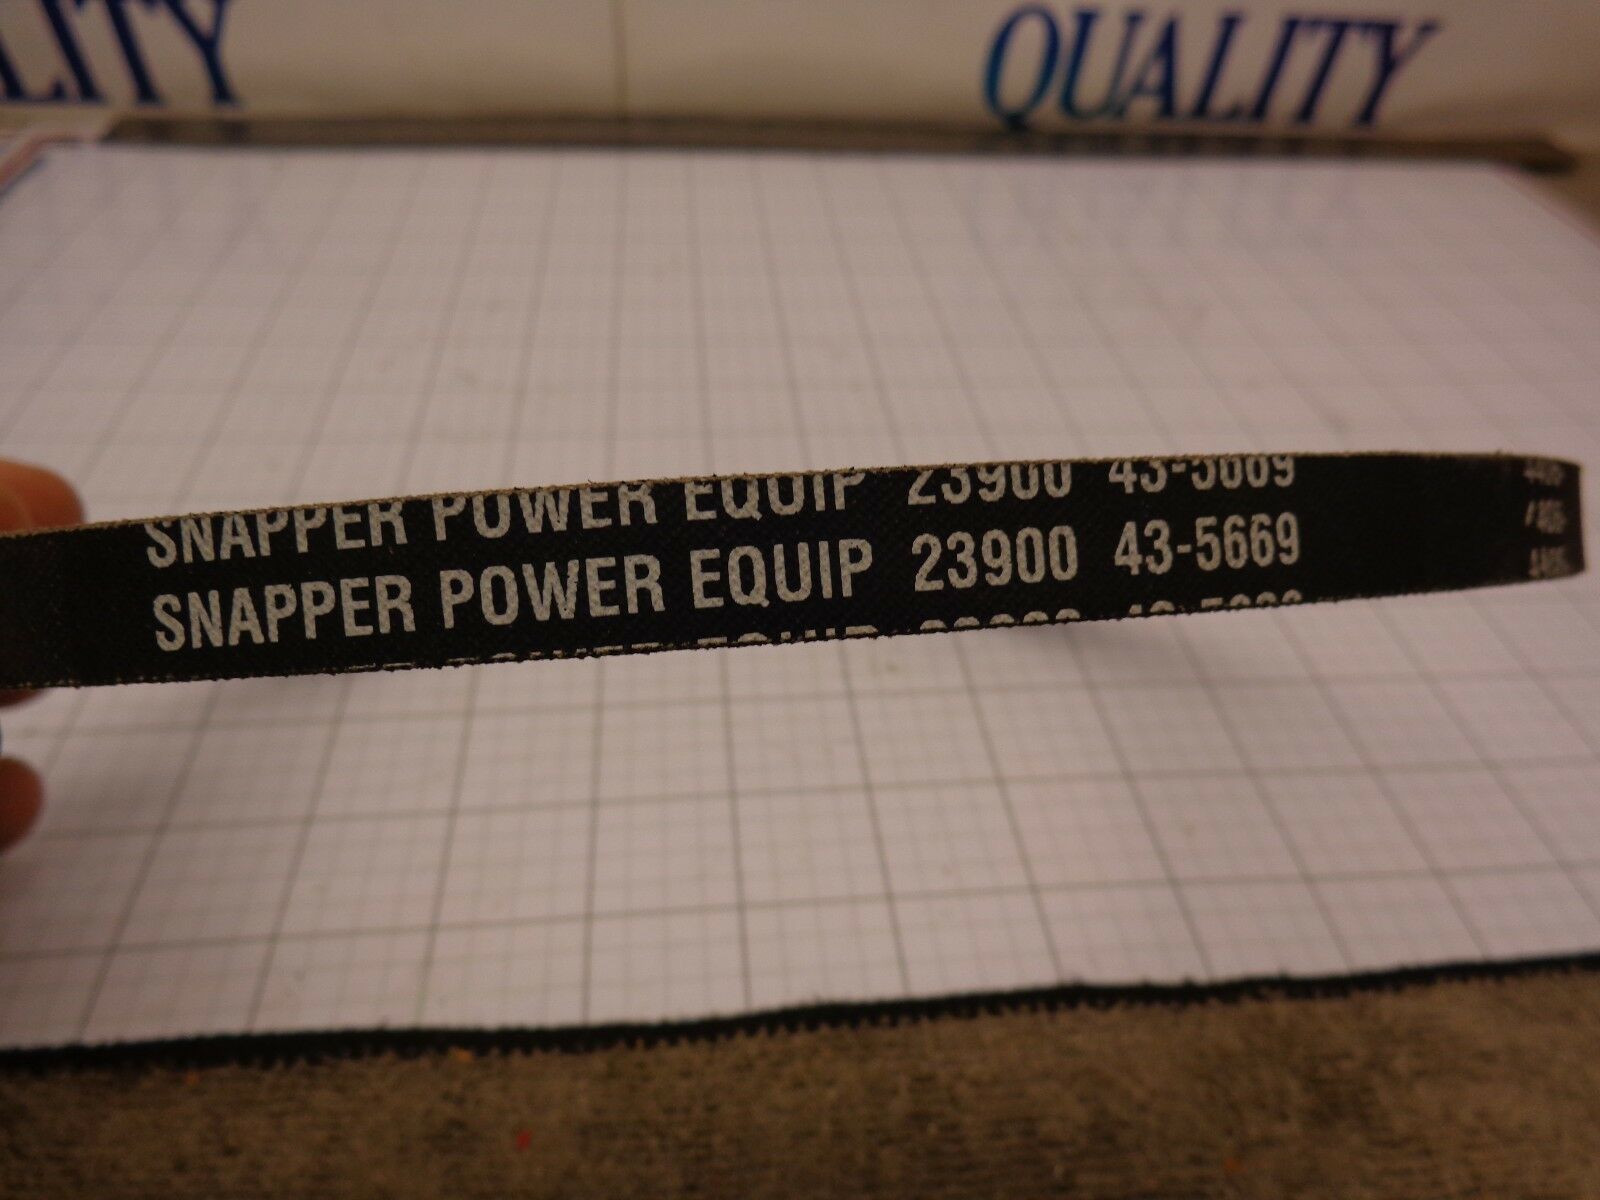 QUALITY
SNAPPER POWER EQUIP 23900 43-5669
SNAPPER POWER EQUIP 23900 43-5669